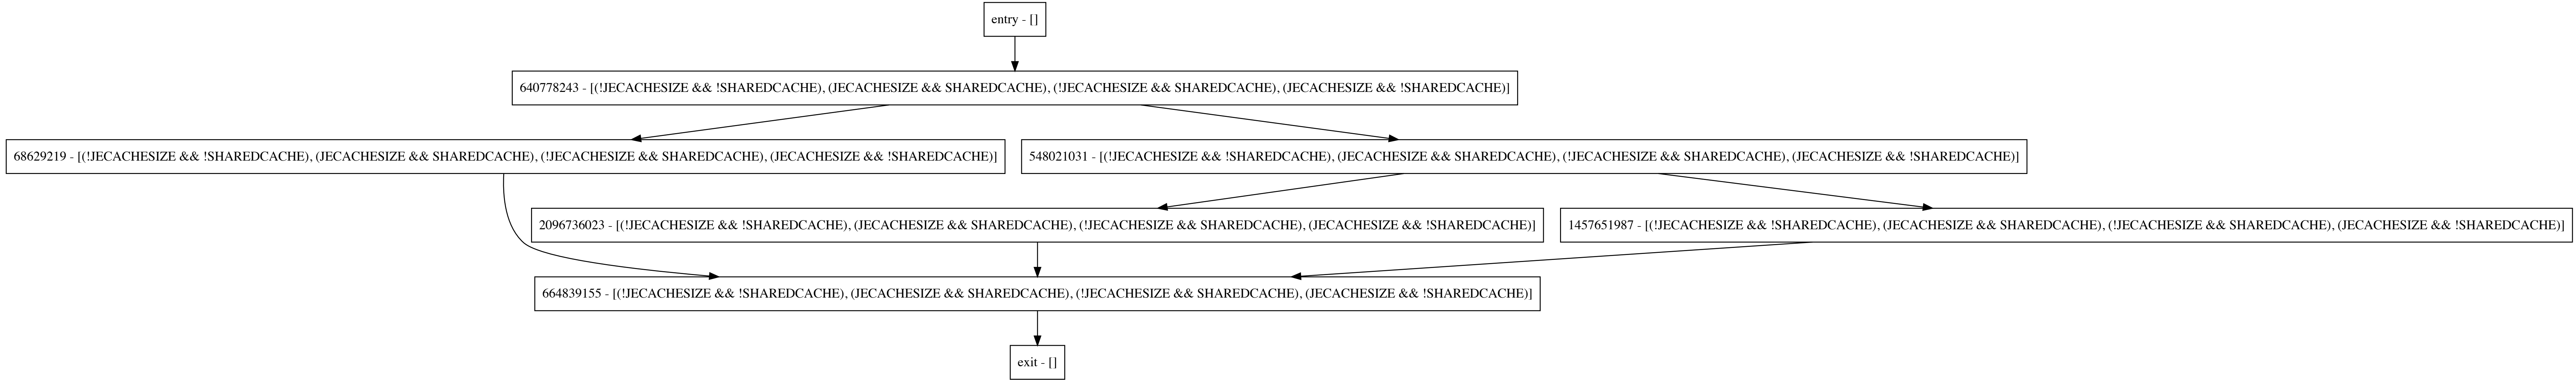 entry - []
640778243 - [(!JECACHESIZE && !SHAREDCACHE), (JECACHESIZE && SHAREDCACHE), (!JECACHESIZE && SHAREDCACHE), (JECACHESIZE && !SHAREDCACHE)]
68629219 - [(!JECACHESIZE && !SHAREDCACHE), (JECACHESIZE && SHAREDCACHE), (!JECACHESIZE && SHAREDCACHE), (JECACHESIZE && !SHAREDCACHE)]
548021031 - [(!JECACHESIZE && !SHAREDCACHE), (JECACHESIZE && SHAREDCACHE), (!JECACHESIZE && SHAREDCACHE), (JECACHESIZE && !SHAREDCACHE)]
2096736023 - [(!JECACHESIZE && !SHAREDCACHE), (JECACHESIZE && SHAREDCACHE), (!JECACHESIZE && SHAREDCACHE), (JECACHESIZE && !SHAREDCACHE)]
1457651987 - [(!JECACHESIZE && !SHAREDCACHE), (JECACHESIZE && SHAREDCACHE), (!JECACHESIZE && SHAREDCACHE), (JECACHESIZE && !SHAREDCACHE)]
664839155 - [(!JECACHESIZE && !SHAREDCACHE), (JECACHESIZE && SHAREDCACHE), (!JECACHESIZE && SHAREDCACHE), (JECACHESIZE && !SHAREDCACHE)]
exit - []